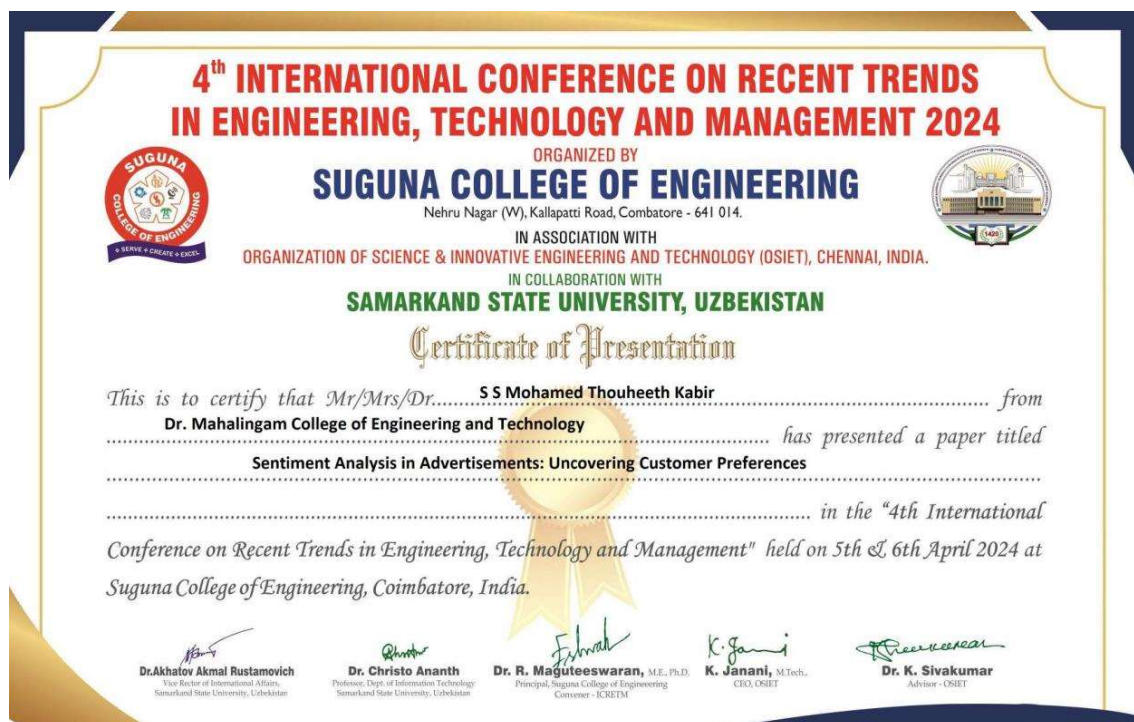 4th INTERNATIONAL CONFERENCE ON RECENT TRENDS
IN ENGINEERING, TECHNOLOGY AND MANAGEMENT 2024
ORGANIZED BY
SUGUNA COLLEGE OF ENGINEERING
Nehru Nagar (W), Kallapatti Road, Combatore - 641 014.
SUGUNA
COLLEGE OF ENGINEERING
SERVE + CREATE + EXCEL
1420
IN ASSOCIATION WITH
ORGANIZATION OF SCIENCE & INNOVATIVE ENGINEERING AND TECHNOLOGY (OSIET), CHENNAI, INDIA.
IN COLLABORATION WITH
SAMARKAND STATE UNIVERSITY, UZBEKISTAN
Certificate of Presentation
This is to certify that Mr/Mrs/Dr. S S Mohamed Thouheeth Kabir from
Dr. Mahalingam College of Engineering and Technology has presented a paper titled
Sentiment Analysis in Advertisements: Uncovering Customer Preferences
in the "4th International
Conference on Recent Trends in Engineering, Technology and Management" held on 5th & 6th April 2024 at
Suguna College of Engineering, Coimbatore, India.
Dr.Akhatov Akmal Rustamovich
Vice Rector of International Affairs,
Samarkand State University, Uzbekistan
Dr. Christo Ananth
Professor, Dept. of Information Technology
Samarkand State University, Uzbekistan
Dr. R. Maguteeswaran, M.E., Ph.D.
Principal, Suguna College of Engineeering
Convener - ICRETM
K. Janani, M.Tech.,
CEO, OSIET
Dr. K. Sivakumar
Advisor - OSIET